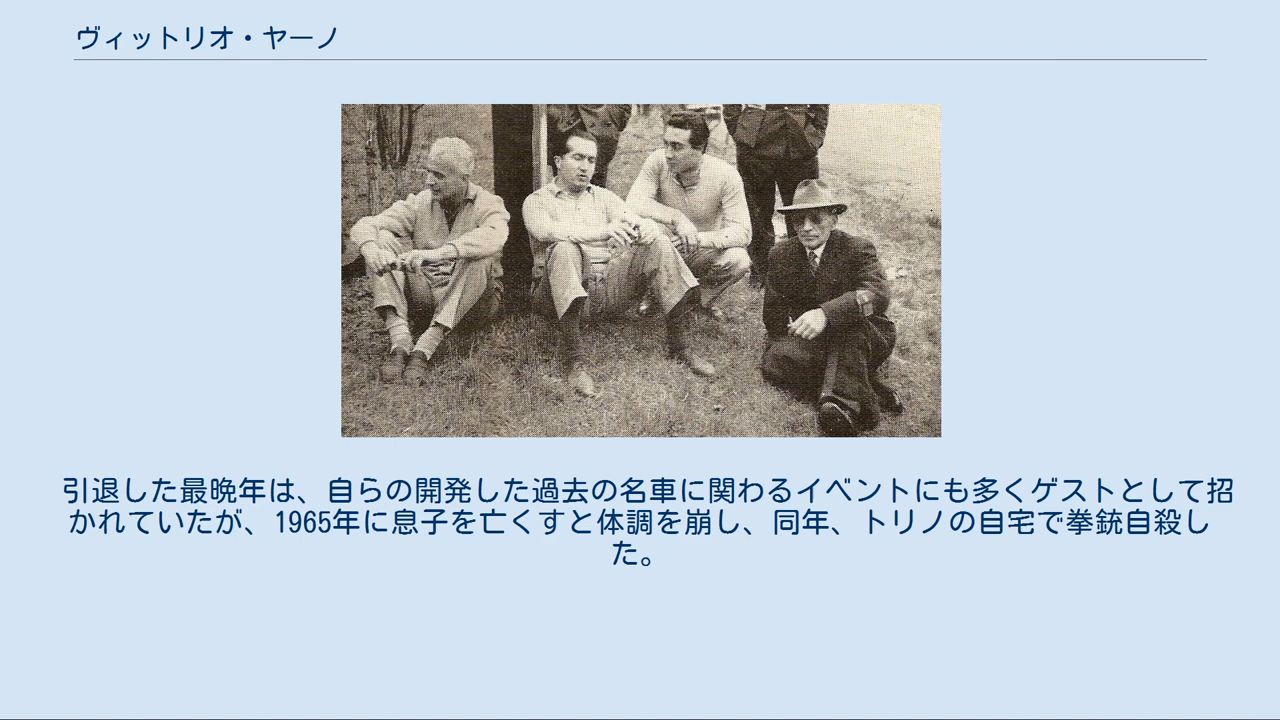 ヴィットリオ・ヤーノ
引退した最晩年は、自らの開発した過去の名車に関わるイベントにも多くゲストとして招
かれていたが、1965年に息子を亡くすと体調を崩し、同年、トリノの自宅で拳銃自殺し
た。